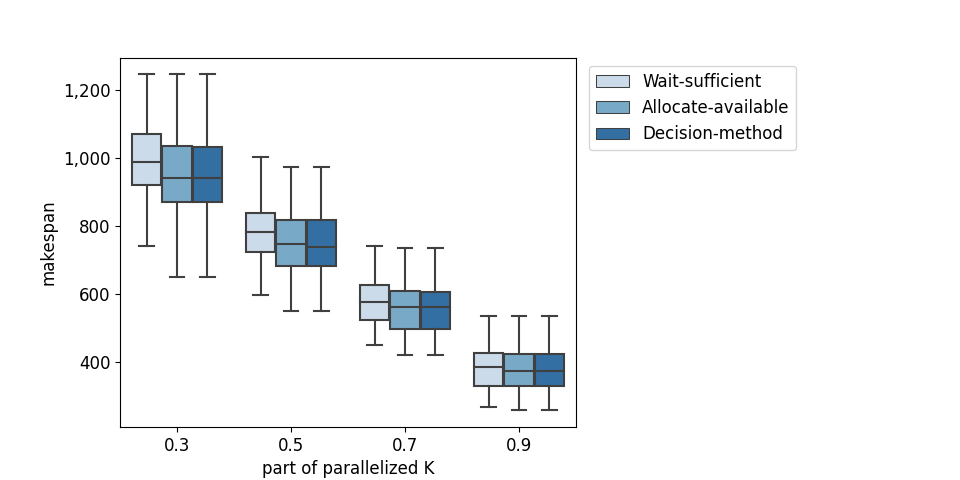 1,200
1,000
800
600
400
makespan
0.3
0.5
0.7
0.9
part of parallelized K
Wait-sufficient
Allocate-available
Decision-method